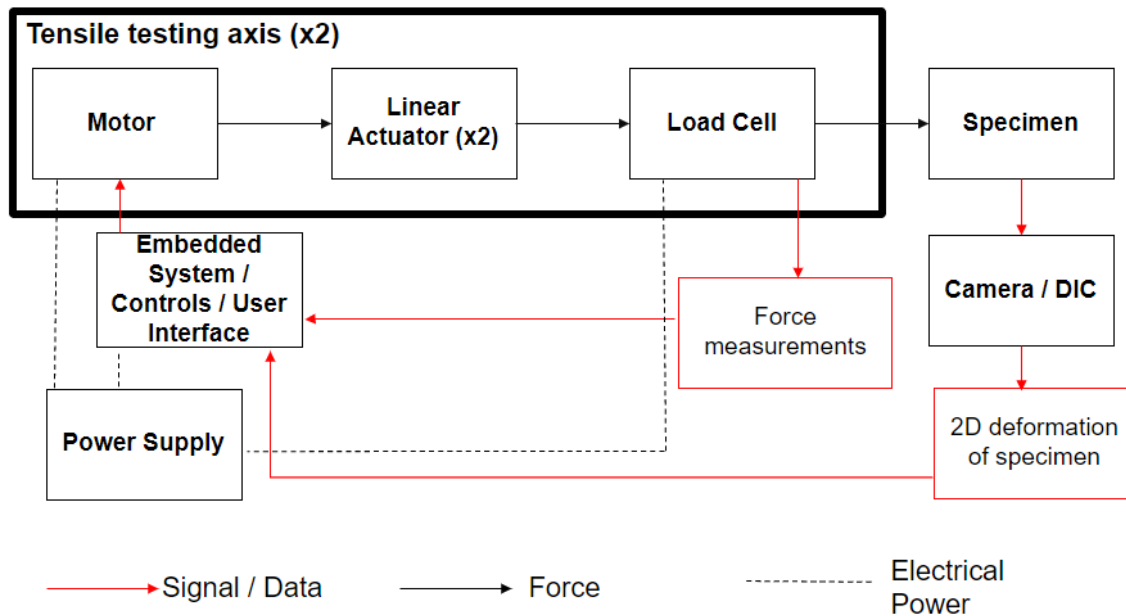 Tensile testing axis (x2)
Motor
Linear
Actuator (x2)
Load Cell
Specimen
Embedded
System /
Controls / User
Interface
Force
measurements
Camera / DIC
Power Supply
2D deformation
of specimen
Signal / Data
Force
Electrical
Power